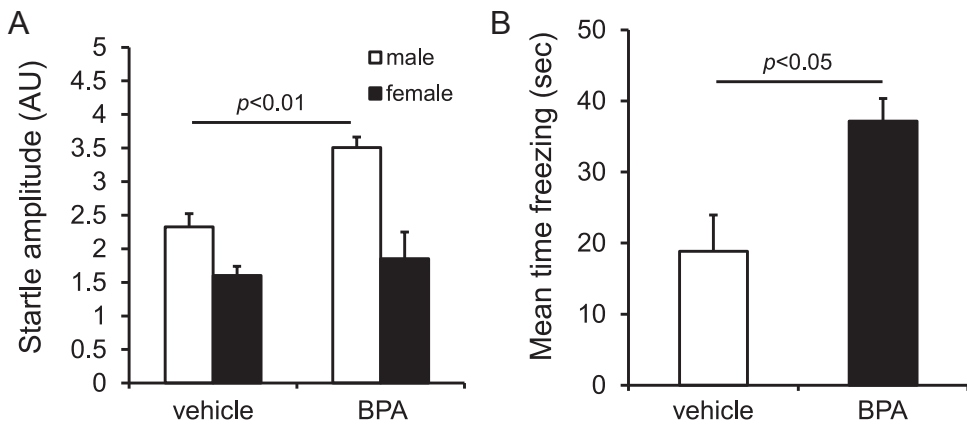 A
Startle amplitude (AU)
5
4.5
4
3.5
3
2.5
2
1.5
1
0.5
0
male
female
p<0.01
vehicle
BPA
B
Mean time freezing (sec)
50
40
30
20
10
0
p<0.05
vehicle
BPA